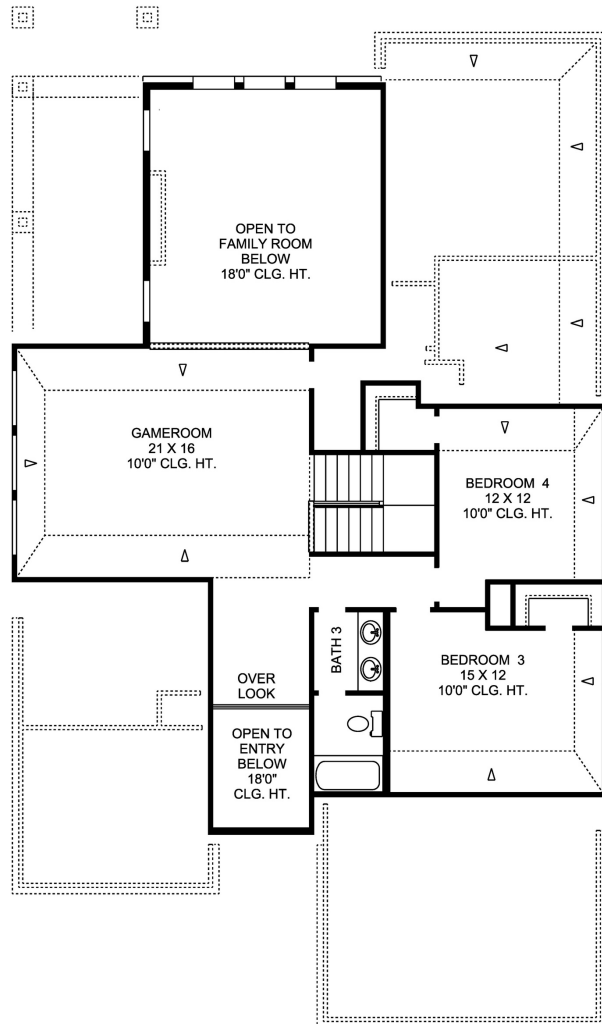 OPEN TO
FAMILY ROOM
BELOW
18'0" CLG. HT.
GAMEROOM
21 X 16
10'0" CLG. HT.
BEDROOM 4
12 X 12
10'0" CLG. HT.
BATH 3
BEDROOM 3
15 X 12
10'0" CLG. HT.
OVER
LOOK
OPEN TO
ENTRY
BELOW
18'0"
CLG. HT.